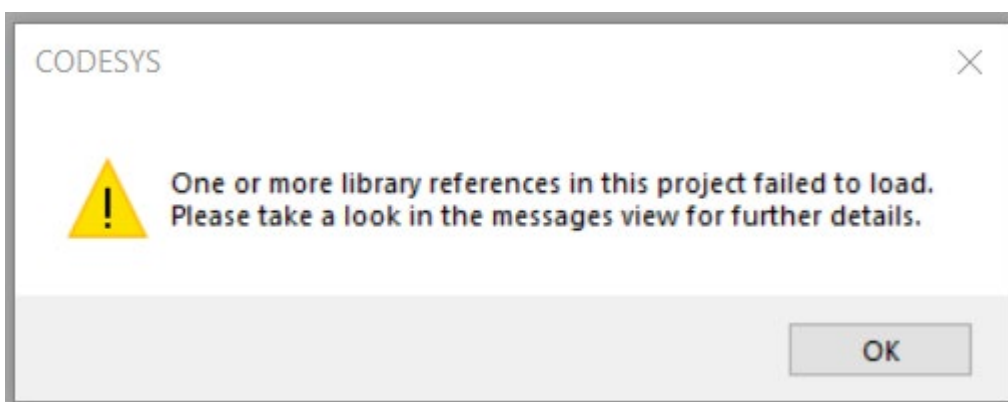 CODESYS
One or more library references in this project failed to load.
Please take a look in the messages view for further details.
OK